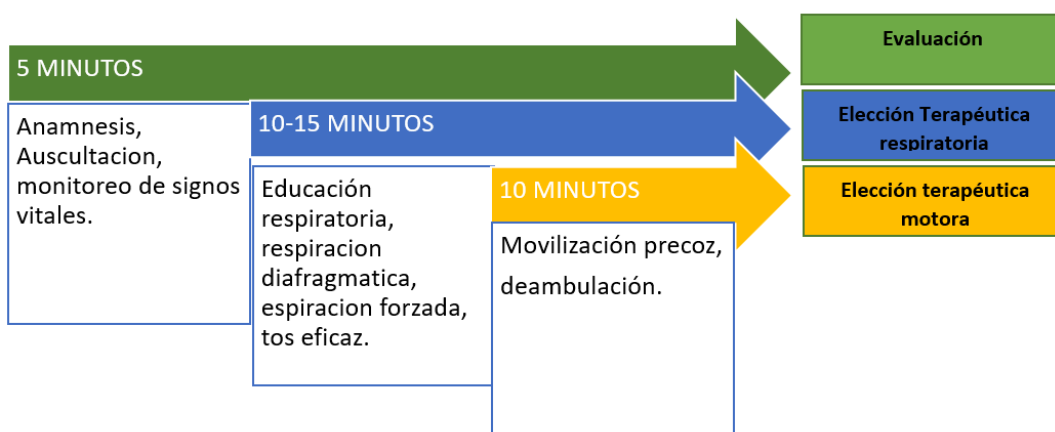 5 MINUTOS
Evaluación
Anamnesis,
Auscultacion,
monitoreo de signos
vitales.
10-15 MINUTOS
Elección Terapéutica
respiratoria
Educación
respiratoria,
respiracion
diafragmatica,
espiracion forzada,
tos eficaz.
10 MINUTOS
Elección terapéutica
motora
Movilización precoz,
deambulación.